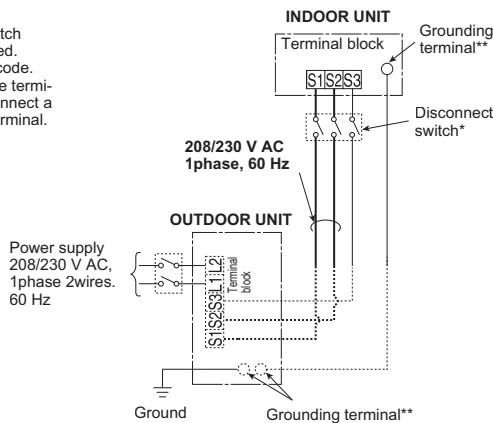 tch
ed.
code.
e termi-
nnect a
rminal.
INDOOR UNIT
Terminal block
Grounding
terminal**
S1 S2 S3
Disconnect
switch*
208/230 V AC
1phase, 60 Hz
OUTDOOR UNIT
Power supply
208/230 V AC,
1phase 2wires.
60 Hz
S1 S2 S3 L1 L2
Terminal
block
Ground
Grounding terminal**